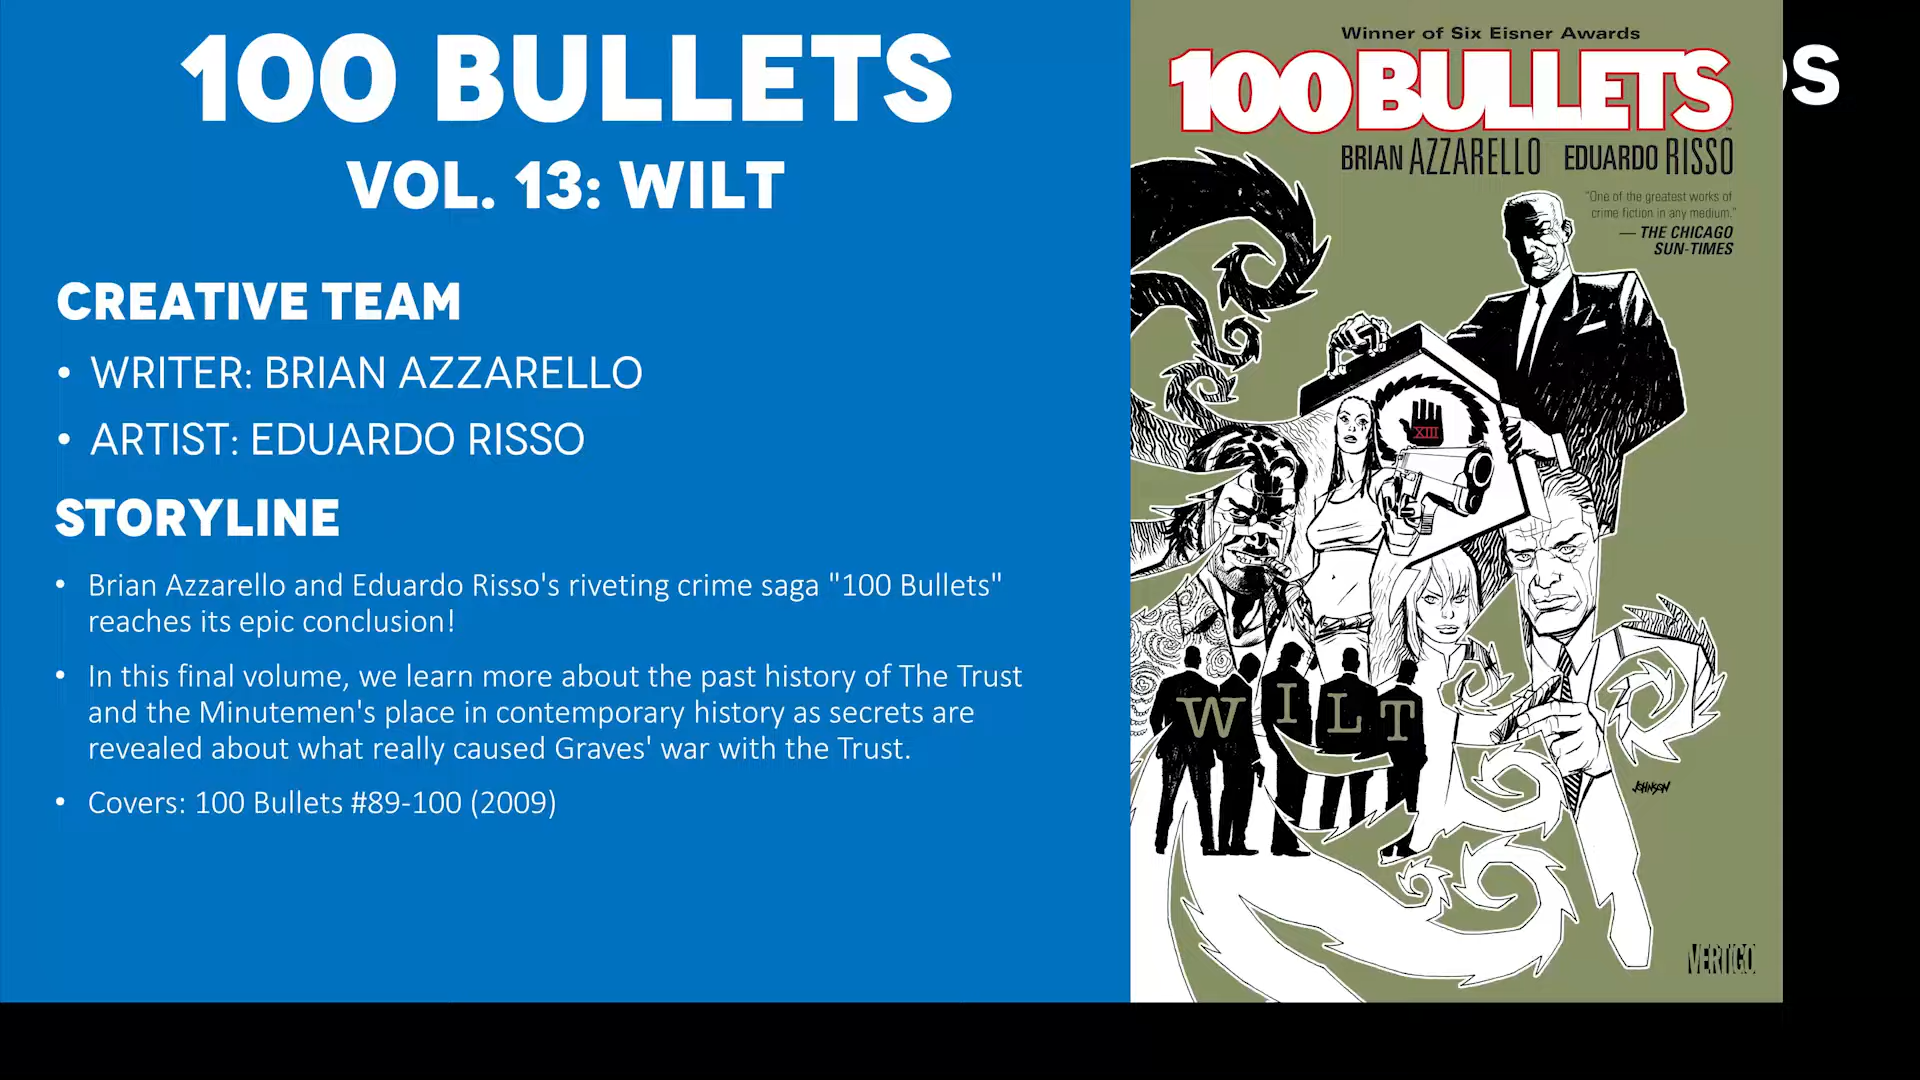 100 BULLETS
VOL. 13: WILT
CREATIVE TEAM
• WRITER: BRIAN AZZARELLO
• ARTIST: EDUARDO RISSO
STORYLINE
• Brian Azzarello and Eduardo Risso's riveting crime saga "100 Bullets"
reaches its epic conclusion!
• In this final volume, we learn more about the past history of The Trust
and the Minutemen's place in contemporary history as secrets are
revealed about what really caused Graves' war with the Trust.
• Covers: 100 Bullets #89-100 (2009)
Winner of Six Eisner Awards
100 BULLETS
™
BRIAN AZZARELLO EDUARDO RISSO
"One of the greatest works of
crime fiction in any medium."
— THE CHICAGO
SUN-TIMES
XIII
WILT
JOHNSON
VERTIGO
S